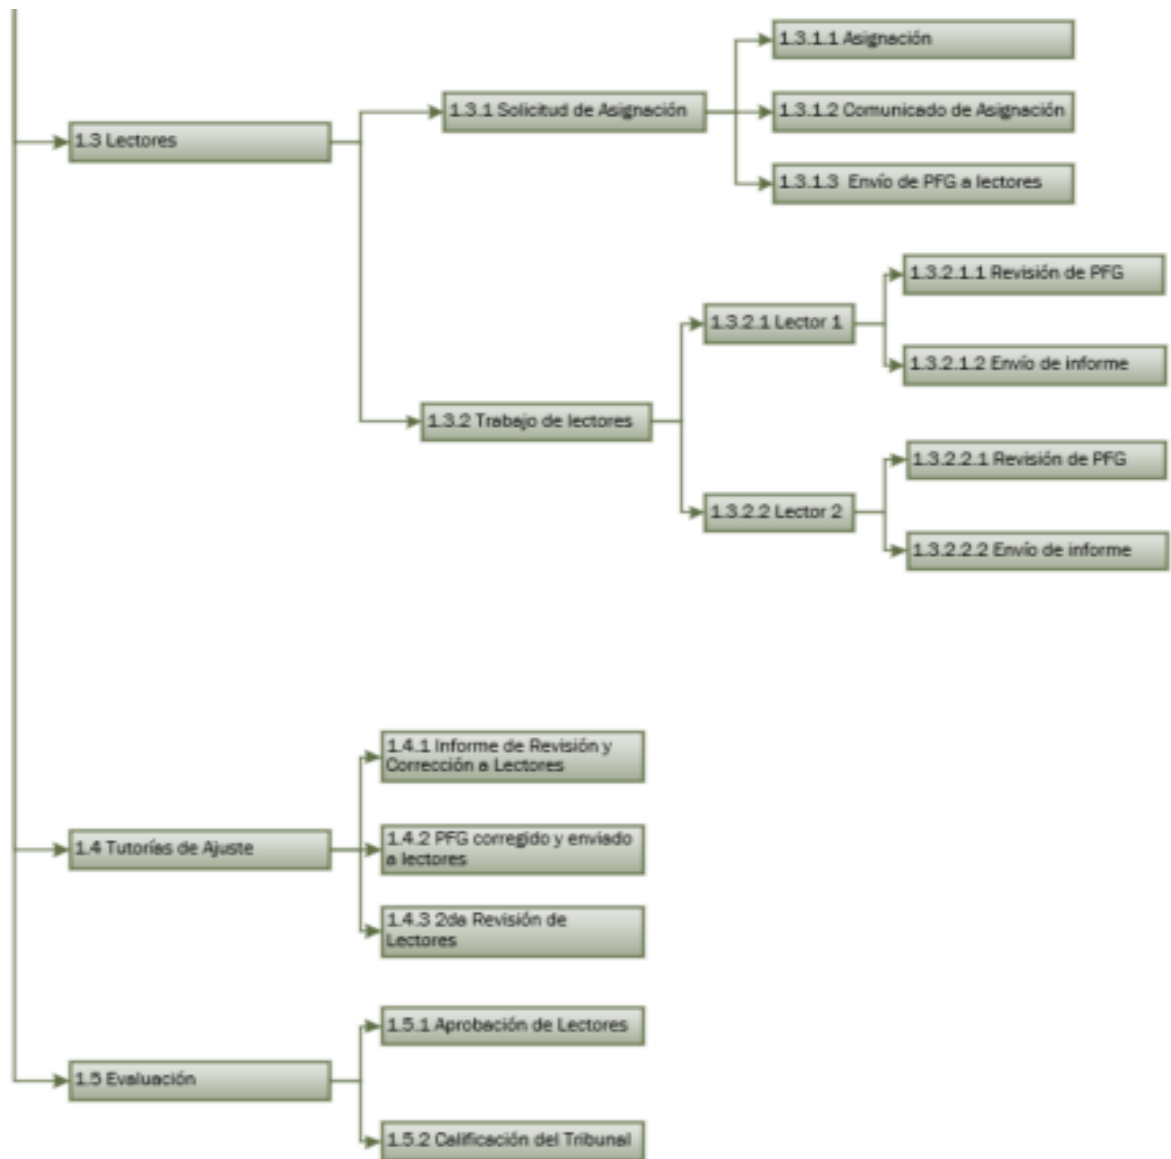 1.3 Lectores
1.3.1 Solicitud de Asignación
1.3.1.1 Asignación
1.3.1.2 Comunicado de Asignación
1.3.1.3 Envío de PFG a lectores
1.3.2 Trabajo de lectores
1.3.2.1 Lector 1
1.3.2.1.1 Revisión de PFG
1.3.2.1.2 Envío de informe
1.3.2.2 Lector 2
1.3.2.2.1 Revisión de PFG
1.3.2.2.2 Envío de informe
1.4 Tutorías de Ajuste
1.4.1 Informe de Revisión y
Corrección a Lectores
1.4.2 PFG corregido y enviado
a lectores
1.4.3 2da Revisión de
Lectores
1.5 Evaluación
1.5.1 Aprobación de Lectores
1.5.2 Calificación del Tribunal